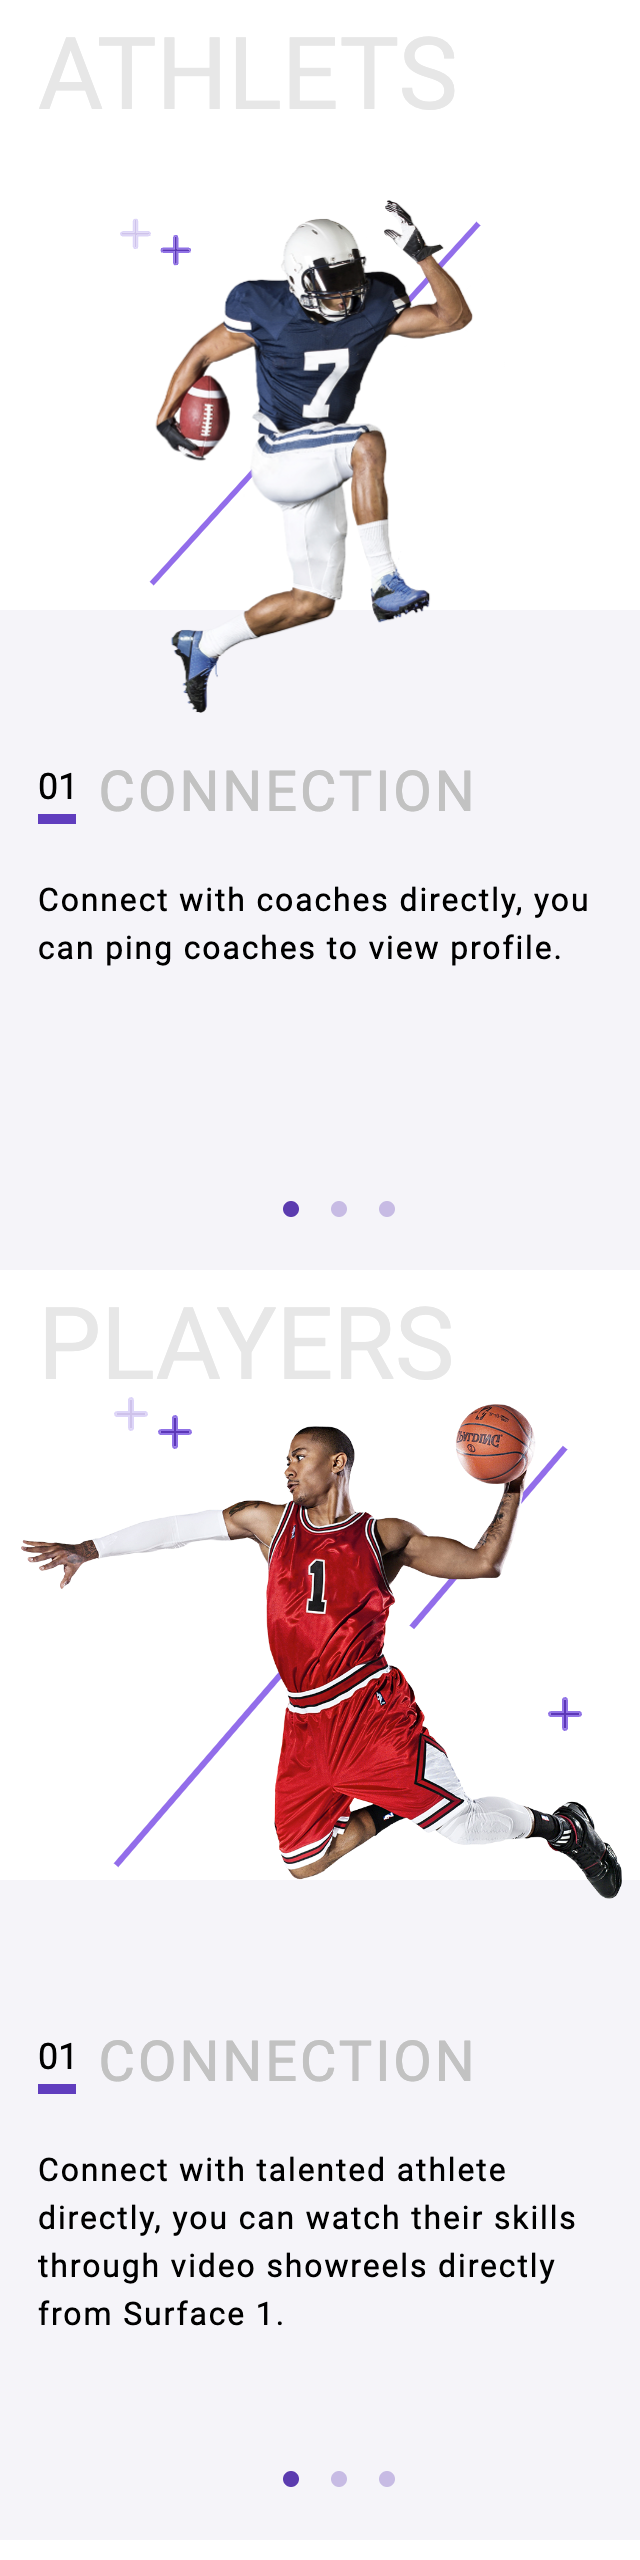 ATHLETS
7
01 CONNECTION
Connect with coaches directly, you
can ping coaches to view profile.
PLAYERS
SPALDING
1
01 CONNECTION
Connect with talented athlete
directly, you can watch their skills
through video showreels directly
from Surface 1.